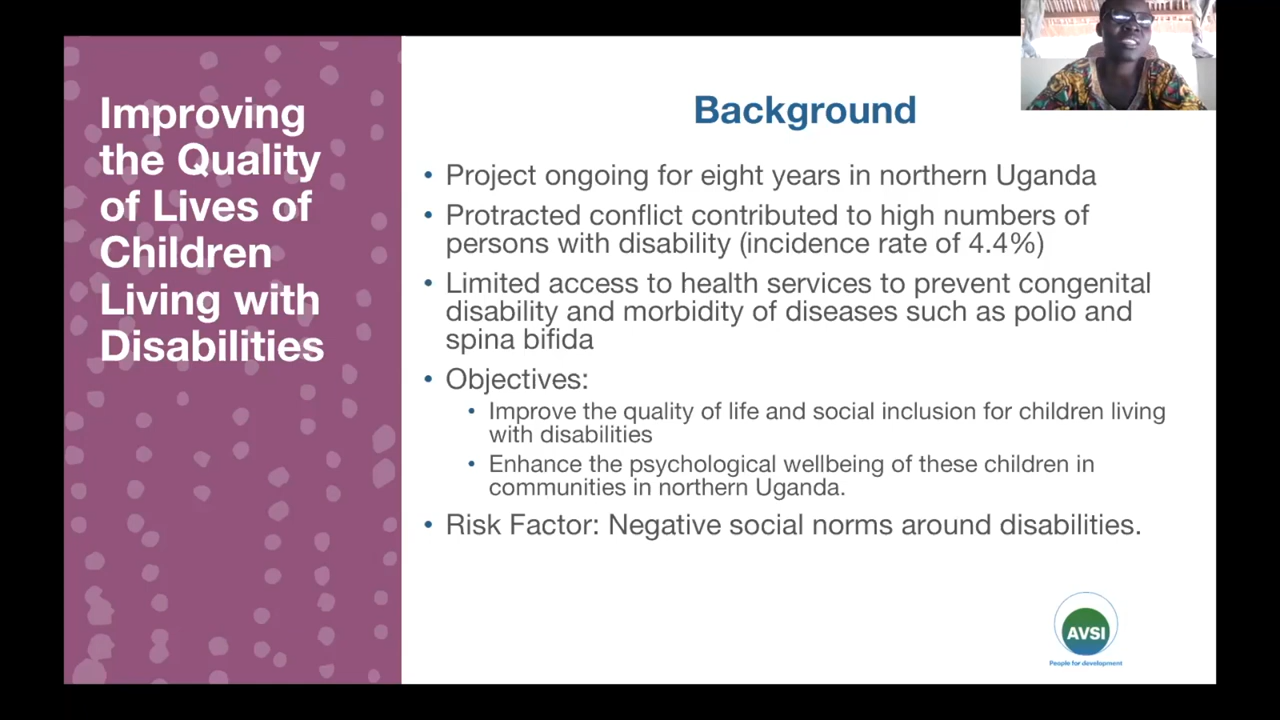 Improving
the Quality
of Lives of
Children
Living with
Disabilities
Background
• Project ongoing for eight years in northern Uganda
• Protracted conflict contributed to high numbers of
persons with disability (incidence rate of 4.4%)
• Limited access to health services to prevent congenital
disability and morbidity of diseases such as polio and
spina bifida
• Objectives:
• Improve the quality of life and social inclusion for children living
with disabilities
• Enhance the psychological wellbeing of these children in
communities in northern Uganda.
• Risk Factor: Negative social norms around disabilities.
AVSI
People for development